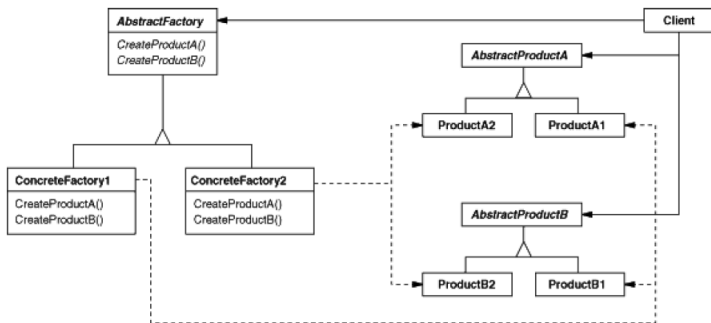 AbstractFactory
CreateProductA()
CreateProductB()
Client
AbstractProductA
ProductA2
ProductA1
ConcreteFactory1
CreateProductA()
CreateProductB()
ConcreteFactory2
CreateProductA()
CreateProductB()
AbstractProductB
ProductB2
ProductB1